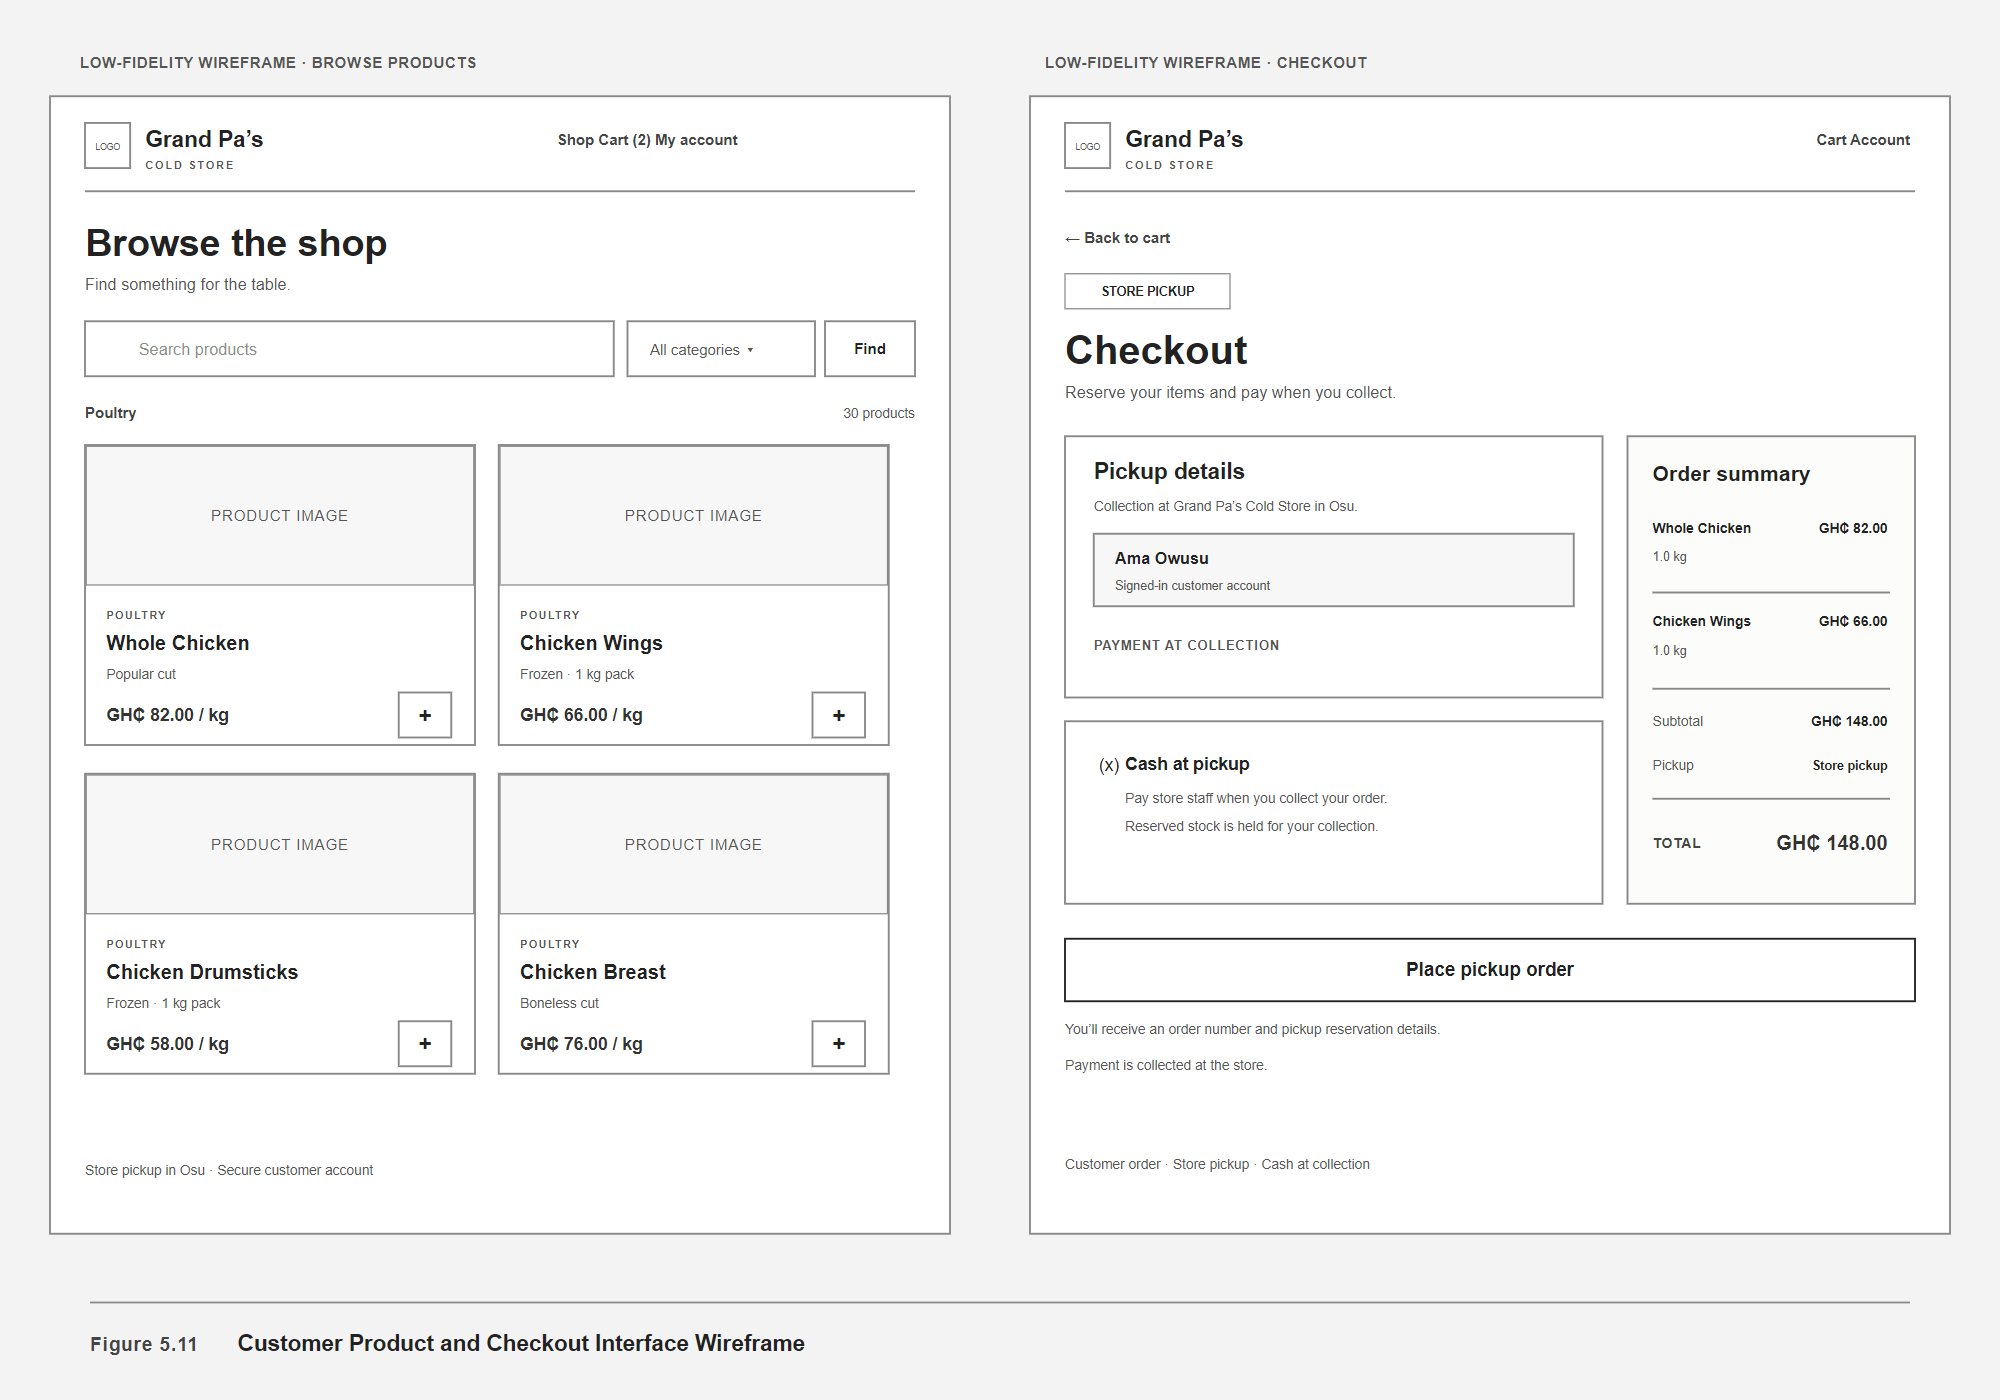 LOW-FIDELITY WIREFRAME · BROWSE PRODUCTS
LOGO
Grand Pa’s
COLD STORE
Shop Cart (2) My account
Browse the shop
Find something for the table.
Search products
All categories ▾
Find
Poultry
30 products
PRODUCT IMAGE
POULTRY
Whole Chicken
Popular cut
GH₵ 82.00 / kg
+
PRODUCT IMAGE
POULTRY
Chicken Wings
Frozen · 1 kg pack
GH₵ 66.00 / kg
+
PRODUCT IMAGE
POULTRY
Chicken Drumsticks
Frozen · 1 kg pack
GH₵ 58.00 / kg
+
PRODUCT IMAGE
POULTRY
Chicken Breast
Boneless cut
GH₵ 76.00 / kg
+
Store pickup in Osu · Secure customer account
LOW-FIDELITY WIREFRAME · CHECKOUT
LOGO
Grand Pa’s
COLD STORE
Cart Account
← Back to cart
STORE PICKUP
Checkout
Reserve your items and pay when you collect.
Pickup details
Collection at Grand Pa’s Cold Store in Osu.
Ama Owusu
Signed-in customer account
PAYMENT AT COLLECTION
(x) Cash at pickup
Pay store staff when you collect your order.
Reserved stock is held for your collection.
Order summary
Whole Chicken GH₵ 82.00
1.0 kg
Chicken Wings GH₵ 66.00
1.0 kg
Subtotal GH₵ 148.00
Pickup Store pickup
TOTAL GH₵ 148.00
Place pickup order
You’ll receive an order number and pickup reservation details.
Payment is collected at the store.
Customer order · Store pickup · Cash at collection
Figure 5.11 Customer Product and Checkout Interface Wireframe